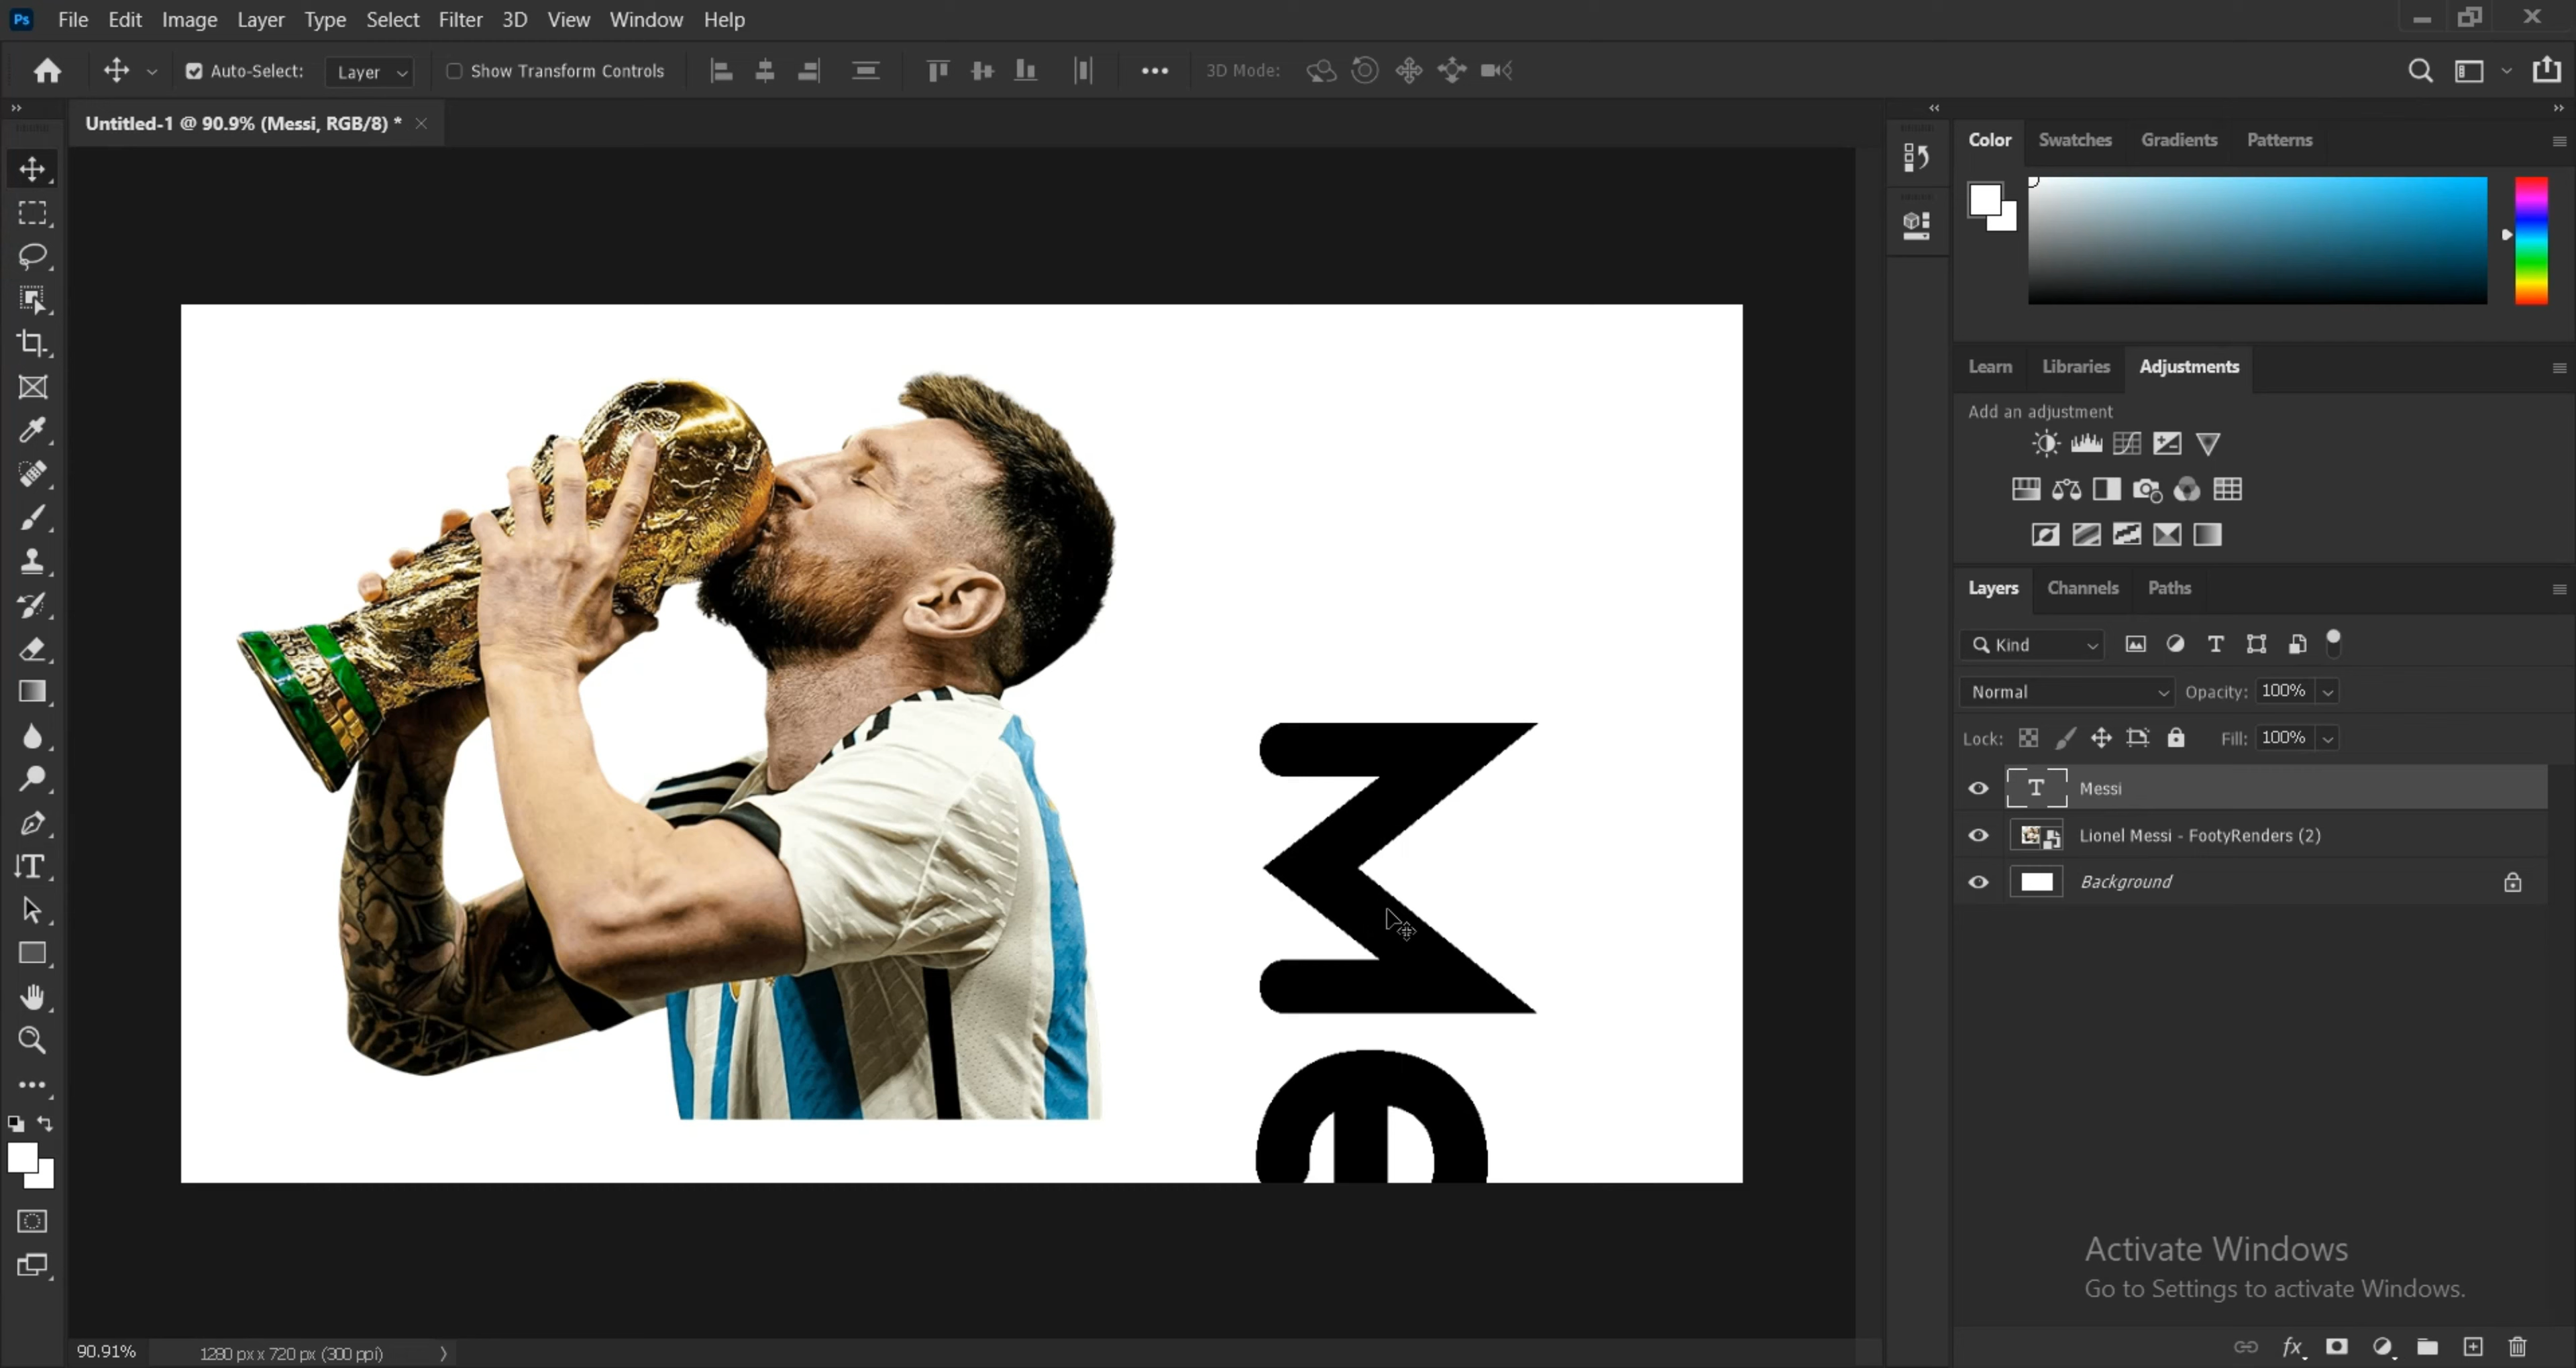 Ps File Edit Image Layer Type Select Filter 3D View Window Help
Auto-Select: Layer Show Transform Controls 3D Mode:
Untitled-1 @ 90.9% (Messi, RGB/8) *
Color Swatches Gradients Patterns
Learn Libraries Adjustments
Add an adjustment
Layers Channels Paths
Kind
Normal Opacity: 100%
Lock: Fill: 100%
Messi
Lionel Messi - FootyRenders (2)
Background
Me
Activate Windows
Go to Settings to activate Windows.
90.91% 1280 px x 720 px (300 ppi)
fx